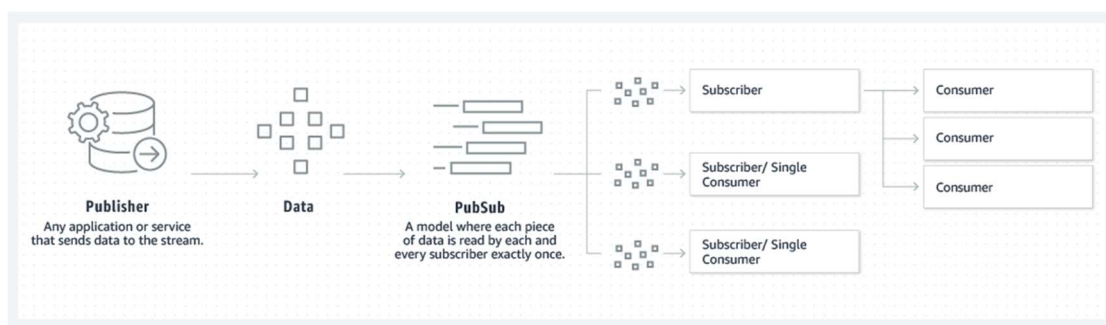 Publisher
Any application or service
that sends data to the stream.
Data
PubSub
A model where each piece
of data is read by each and
every subscriber exactly once.
Subscriber
Subscriber/ Single
Consumer
Subscriber/ Single
Consumer
Consumer
Consumer
Consumer